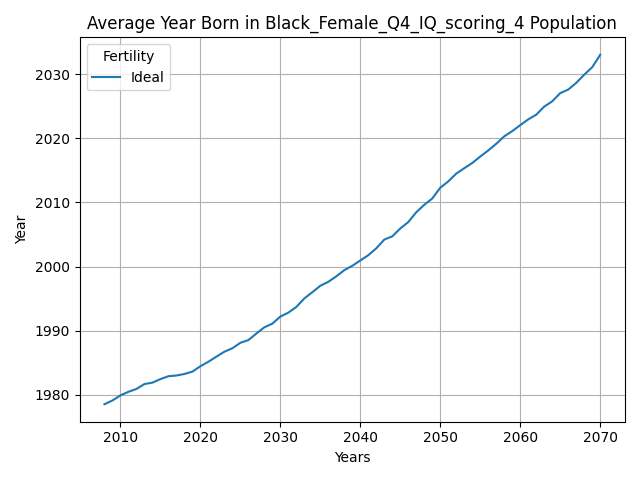 Average Year Born in Black_Female_Q4_IQ_scoring_4 Population
Fertility
Ideal
2030
2020
2010
2000
1990
1980
Year
2010 2020 2030 2040 2050 2060 2070
Years